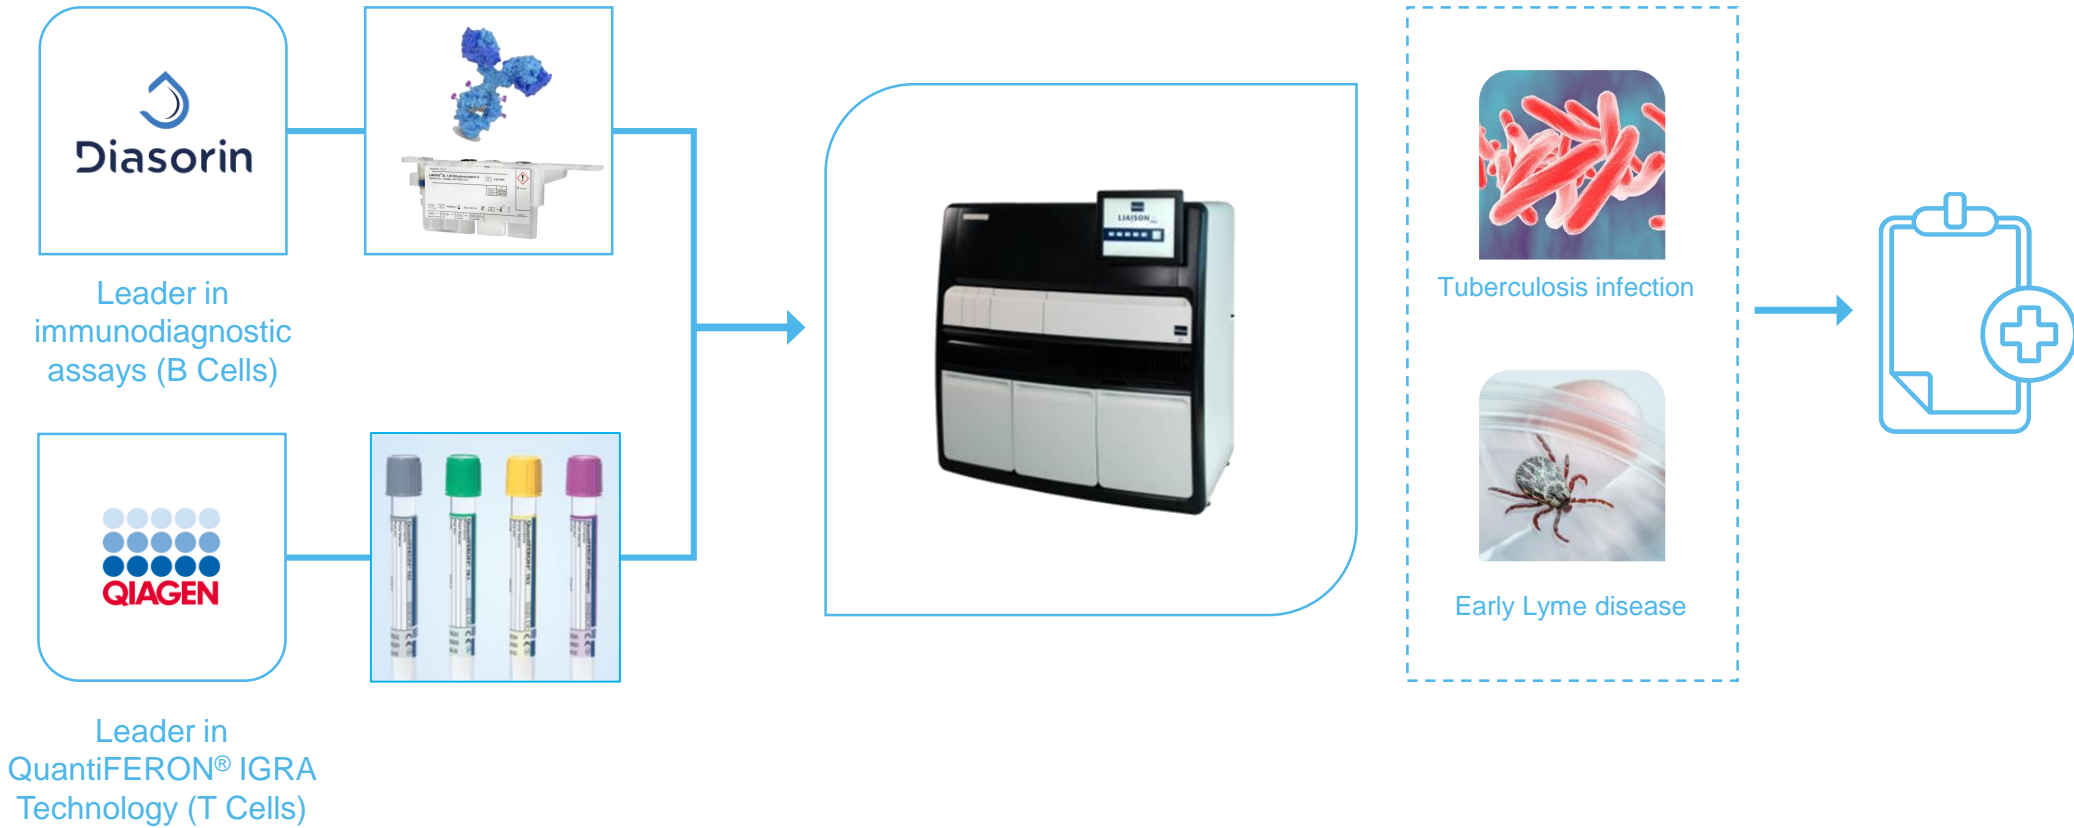 Diasorin
Leader in
immunodiagnostic
assays (B Cells)
QIAGEN
Leader in
QuantiFERON® IGRA
Technology (T Cells)
LIAISON
Tuberculosis infection
Early Lyme disease